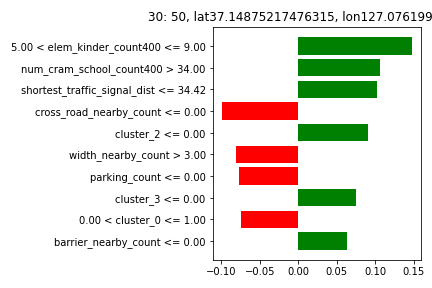 30: 50, lat37.14875217476315, lon127.076199
5.00 < elem_kinder_count400 <= 9.00
num_cram_school_count400 > 34.00
shortest_traffic_signal_dist <= 34.42
cross_road_nearby_count <= 0.00
cluster_2 <= 0.00
width_nearby_count > 3.00
parking_count <= 0.00
cluster_3 <= 0.00
0.00 < cluster_0 <= 1.00
barrier_nearby_count <= 0.00
−0.10 −0.05 0.00 0.05 0.10 0.15